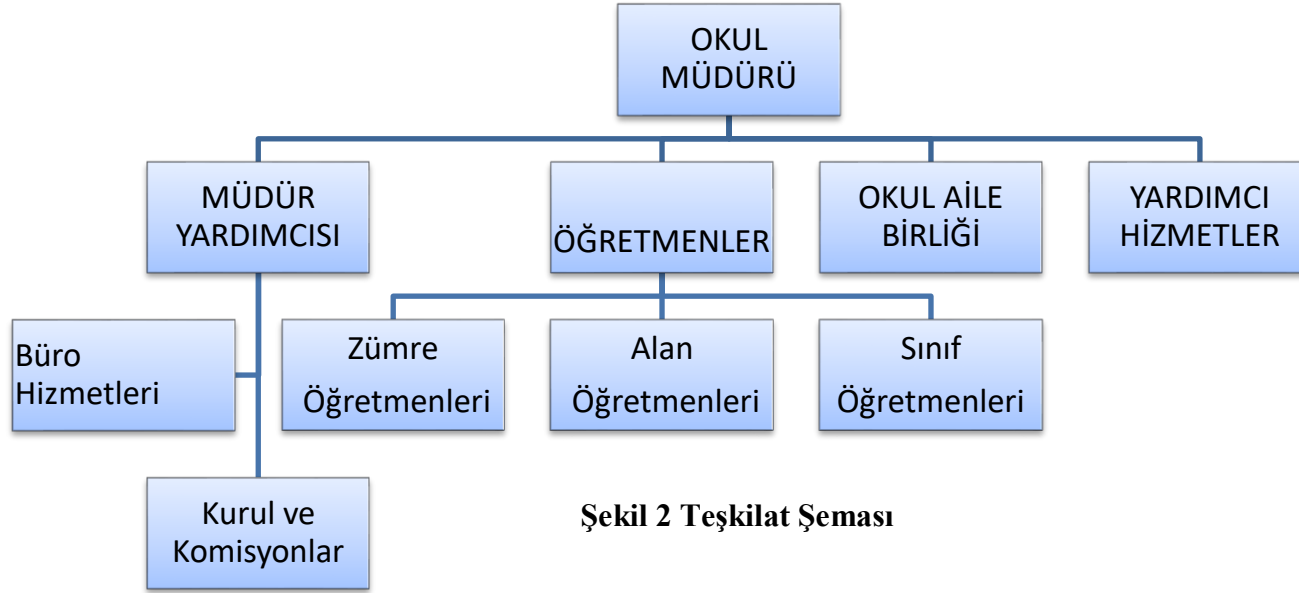 OKUL
MÜDÜRÜ
MÜDÜR
YARDIMCISI
ÖĞRETMENLER
OKUL AİLE
BİRLİĞİ
YARDIMCI
HİZMETLER
Büro
Hizmetleri
Zümre
Öğretmenleri
Alan
Öğretmenleri
Sınıf
Öğretmenleri
Kurul ve
Komisyonlar
Şekil 2 Teşkilat Şeması